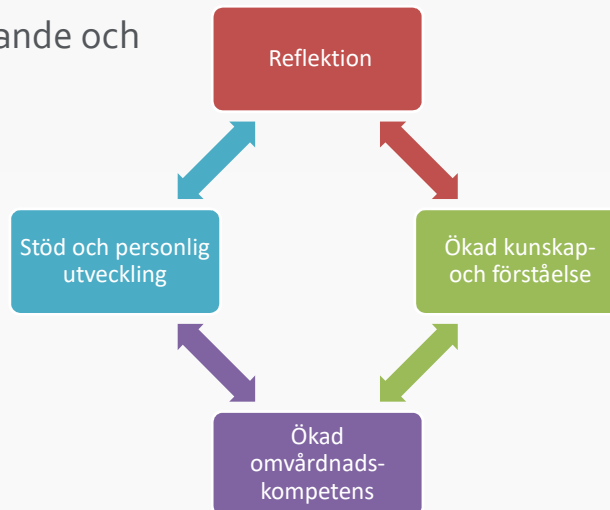 ande och
Reflektion
Stöd och personlig
utveckling
Ökad kunskap-
och förståelse
Ökad
omvårdnads-
kompetens